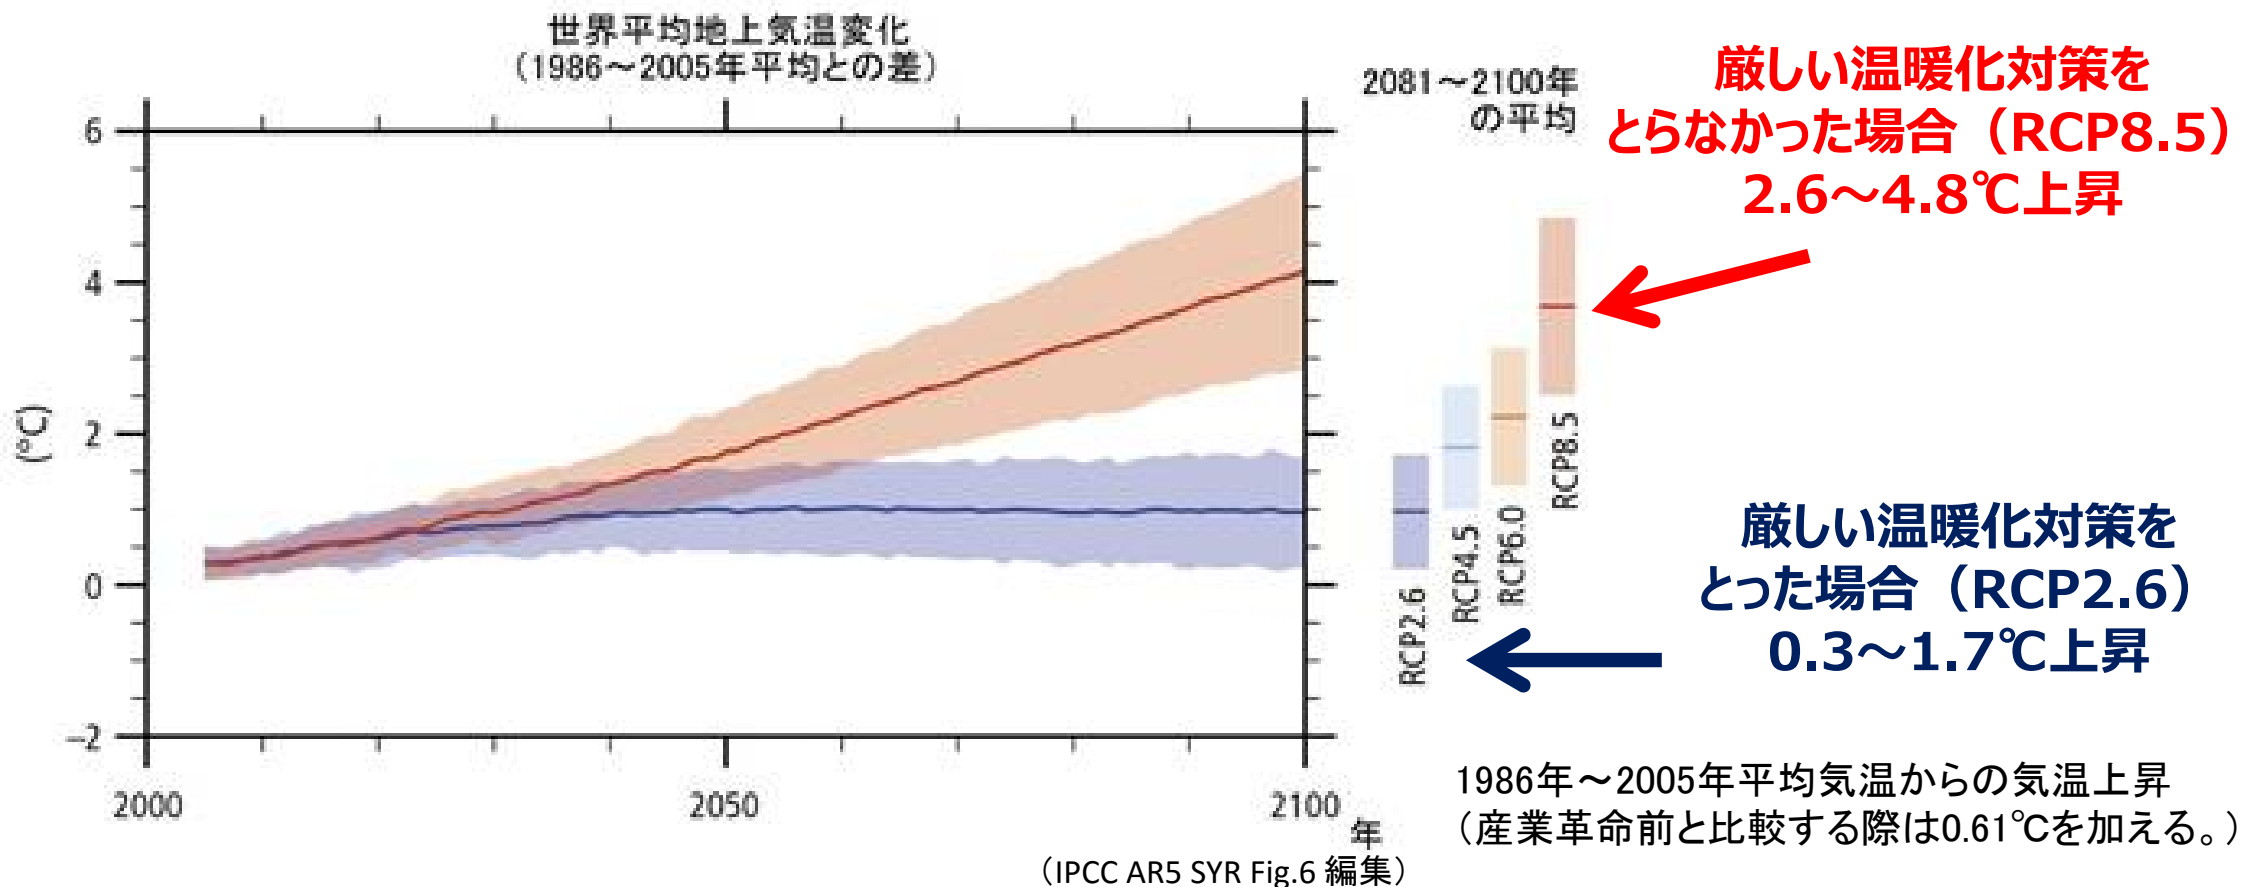 世界平均地上気温変化
（1986～2005年平均との差）
2081～2100年
の平均
厳しい温暖化対策を
とらなかった場合（RCP8.5）
2.6～4.8℃上昇
6
4
2
0
−2
(°C)
2000
2050
2100
年
RCP2.6
RCP4.5
RCP6.0
RCP8.5
厳しい温暖化対策を
とった場合（RCP2.6）
0.3～1.7℃上昇
1986年～2005年平均気温からの気温上昇
（産業革命前と比較する際は0.61℃を加える。）
（IPCC AR5 SYR Fig.6 編集）